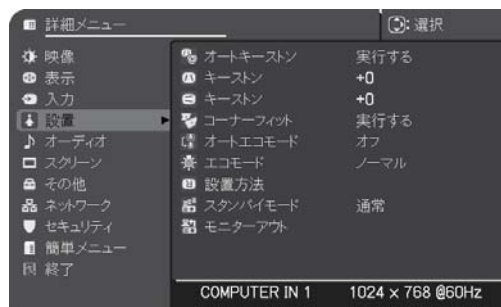 詳細メニュー
:選択
映像
表示
入力
設置
オーディオ
スクリーン
その他
ネットワーク
セキュリティ
簡単メニュー
終了
オートキーストン 実行する
キーストン +0
キーストン +0
コーナーフィット 実行する
オートエコモード オフ
エコモード ノーマル
設置方法
スタンバイモード 通常
モニターアウト
COMPUTER IN 1 1024 × 768 @60Hz